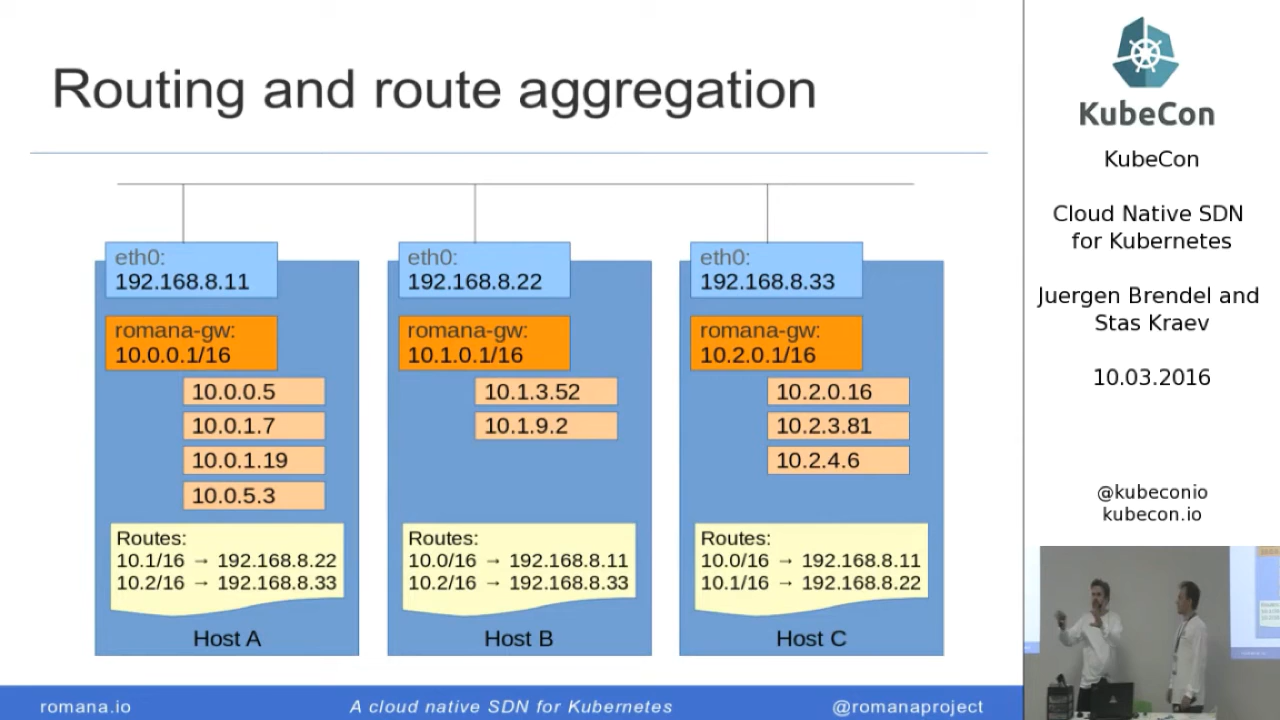 Routing and route aggregation
eth0:
192.168.8.11
romana-gw:
10.0.0.1/16
10.0.0.5
10.0.1.7
10.0.1.19
10.0.5.3
Routes:
10.1/16 → 192.168.8.22
10.2/16 → 192.168.8.33
Host A
eth0:
192.168.8.22
romana-gw:
10.1.0.1/16
10.1.3.52
10.1.9.2
Routes:
10.0/16 → 192.168.8.11
10.2/16 → 192.168.8.33
Host B
eth0:
192.168.8.33
romana-gw:
10.2.0.1/16
10.2.0.16
10.2.3.81
10.2.4.6
Routes:
10.0/16 → 192.168.8.11
10.1/16 → 192.168.8.22
Host C
romana.io
A cloud native SDN for Kubernetes
@romanaproject
KubeCon
KubeCon
Cloud Native SDN
for Kubernetes
Juergen Brendel and
Stas Kraev
10.03.2016
@kubeconio
kubecon.io